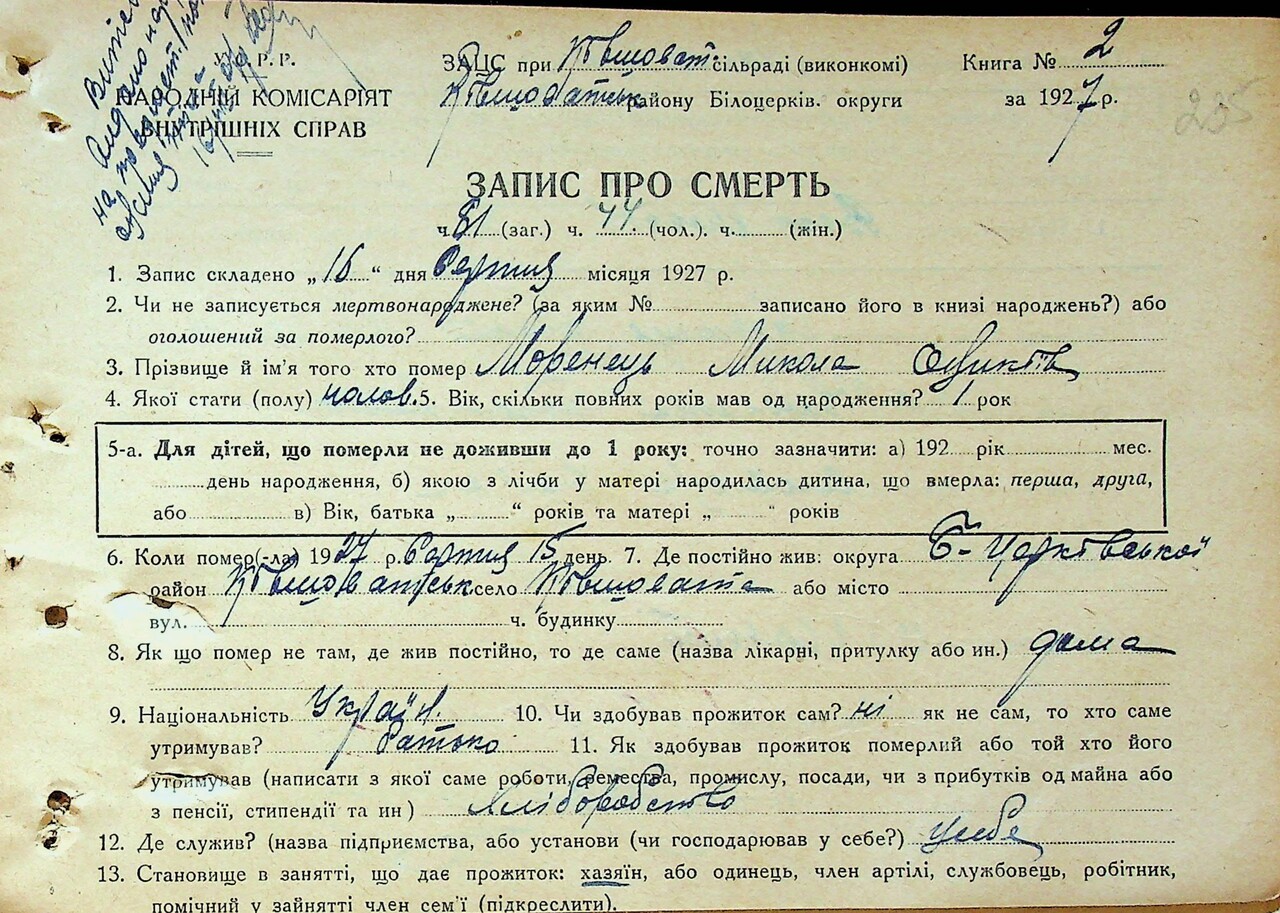 У. С. Р. Р.
НАРОДНІЙ КОМІСАРІЯТ
ВНУТРІШНІХ СПРАВ
ЗАЦС при Ківшоват. сільраді (виконкомі)
Ківшоватськ району Білоцерків. округи
Книга № 2
за 1927 р.
235
ЗАПИС ПРО СМЕРТЬ
ч. 81 (заг.) ч. 44. (чол.). ч. (жін.)
1. Запис складено „ 16 “ дня Серпня місяця 1927 р.
2. Чи не записується мертвонароджене? (за яким № записано його в книзі народжень?) або
оголошений за померлого?
3. Прізвище й ім'я того хто помер Моренець Микола
4. Якої стати (полу) чолов. 5. Вік, скільки повних років мав од народження? 1 рок
5-а. Для дітей, що померли не доживши до 1 року: точно зазначити: а) 192 рік мес.
день народження, б) якою з лічби у матері народилась дитина, що вмерла: перша, друга,
або в) Вік, батька „ “ років та матері „ “ років
6. Коли помер(-ла) 1927 р. Серпня 15 день. 7. Де постійно жив: округа Б-Церківської
район Ківшоватськ село Ківшовата або місто
вул. ч. будинку
8. Як що помер не там, де жив постійно, то де саме (назва лікарні, притулку або ин.) дома
9. Національність Україн. 10. Чи здобував прожиток сам? ні як не сам, то хто саме
утримував? батько 11. Як здобував прожиток померлий або той хто його
утримував (написати з якої саме роботи, ремества, промислу, посади, чи з прибутків од майна або
з пенсії, стипендії та ин ) хліборобство
12. Де служив? (назва підприємства, або установи (чи господарював у себе?) у себе
13. Становище в занятті, що дає прожиток: хазяїн, або одинець, член артілі, службовець, робітник,
помічний у зайнятті член сем'ї (підкреслити).